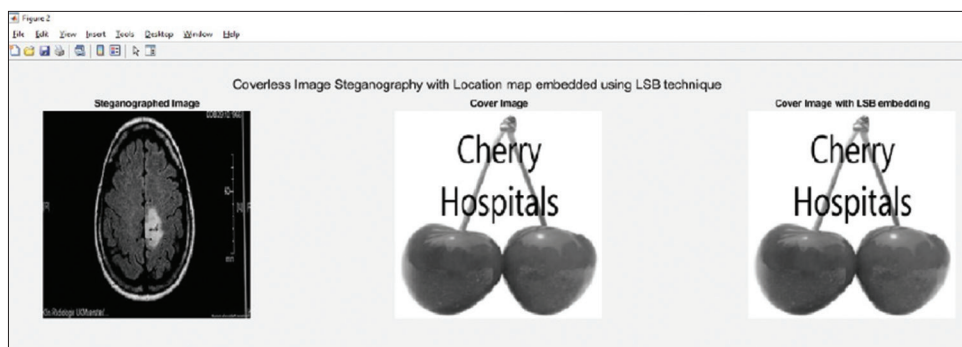 Figure 2
File Edit View Insert Tools Desktop Window Help
Coverless Image Steganography with Location map embedded using LSB technique
Steganographed Image
Cover Image
Cover Image with LSB embedding
Cherry
Hospitals
Cherry
Hospitals